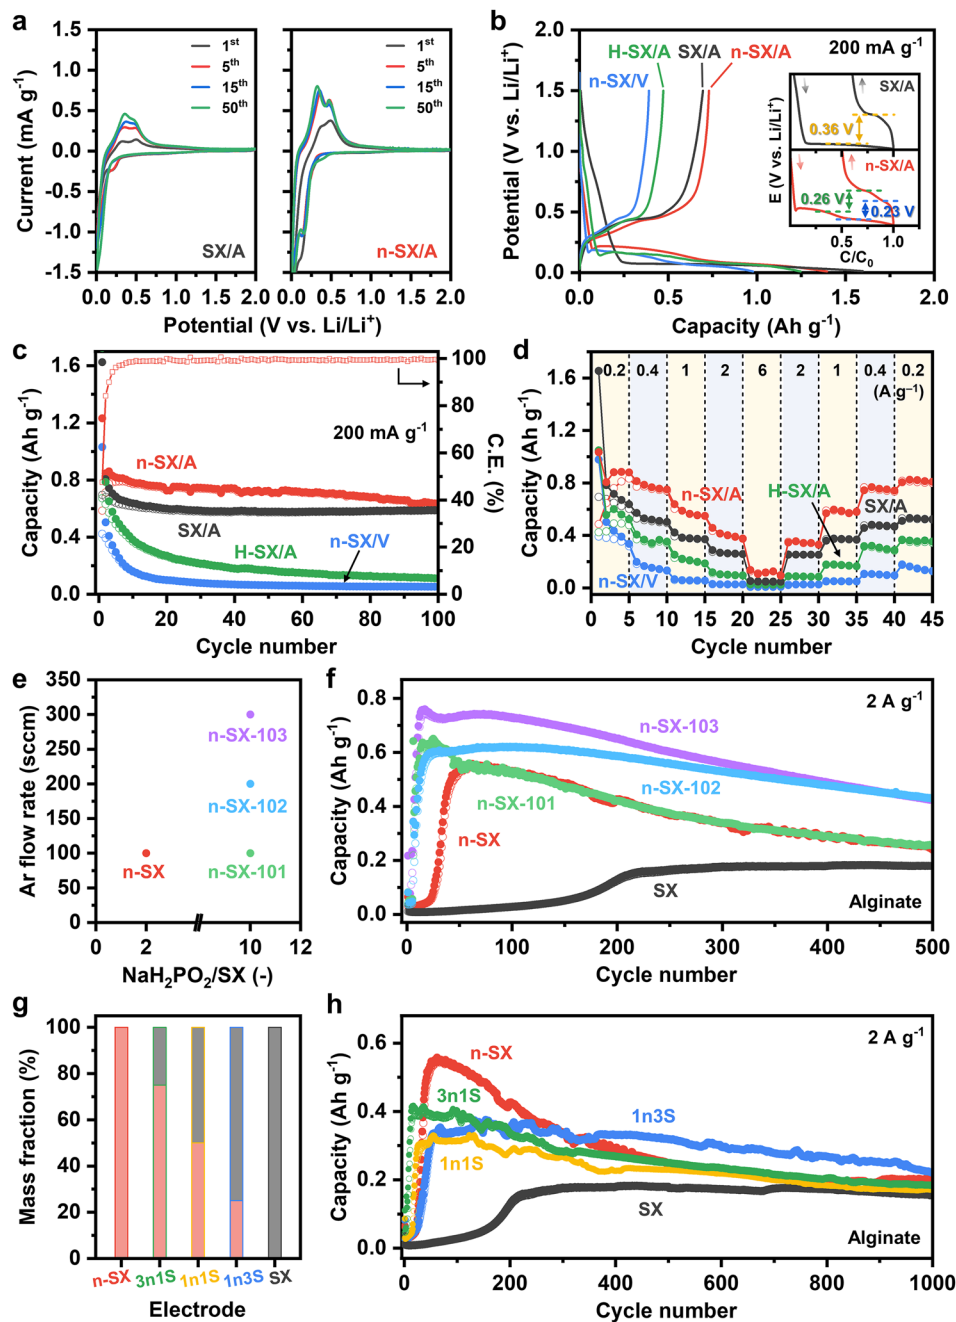 a
Current (mA g⁻¹)
1.5
1.0
0.5
0.0
-0.5
-1.0
-1.5
1st
5th
15th
50th
SX/A
0.0 0.5 1.0 1.5 2.0
1st
5th
15th
50th
n-SX/A
0.0 0.5 1.0 1.5 2.0
Potential (V vs. Li/Li⁺)
b
Potential (V vs. Li/Li⁺)
2.0
1.5
1.0
0.5
0.0
H-SX/A SX/A n-SX/A
n-SX/V
200 mA g⁻¹
E (V vs. Li/Li⁺)
SX/A
0.36 V
n-SX/A
0.26 V
0.23 V
0.5 1.0
C/C₀
0.0 0.5 1.0 1.5 2.0
Capacity (Ah g⁻¹)
c
Capacity (Ah g⁻¹)
1.6
1.2
0.8
0.4
0.0
200 mA g⁻¹
n-SX/A
SX/A
H-SX/A
n-SX/V
100
80
60
40
20
0
C.E. (%)
0 20 40 60 80 100
Cycle number
d
Capacity (Ah g⁻¹)
1.6
1.2
0.8
0.4
0.0
0.2 0.4 1 2 6 2 1 0.4 0.2
(A g⁻¹)
n-SX/A
H-SX/A
SX/A
n-SX/V
0 5 10 15 20 25 30 35 40 45
Cycle number
e
Ar flow rate (sccm)
350
300
250
200
150
100
50
0
n-SX-103
n-SX-102
n-SX
n-SX-101
0 2 10 12
NaH₂PO₂/SX (-)
f
Capacity (Ah g⁻¹)
0.8
0.6
0.4
0.2
0.0
2 A g⁻¹
n-SX-103
n-SX-102
n-SX-101
n-SX
SX
Alginate
0 100 200 300 400 500
Cycle number
g
Mass fraction (%)
100
80
60
40
20
0
n-SX 3n1S 1n1S 1n3S SX
Electrode
h
Capacity (Ah g⁻¹)
0.6
0.4
0.2
0.0
2 A g⁻¹
n-SX
3n1S
1n3S
1n1S
SX
Alginate
0 200 400 600 800 1000
Cycle number